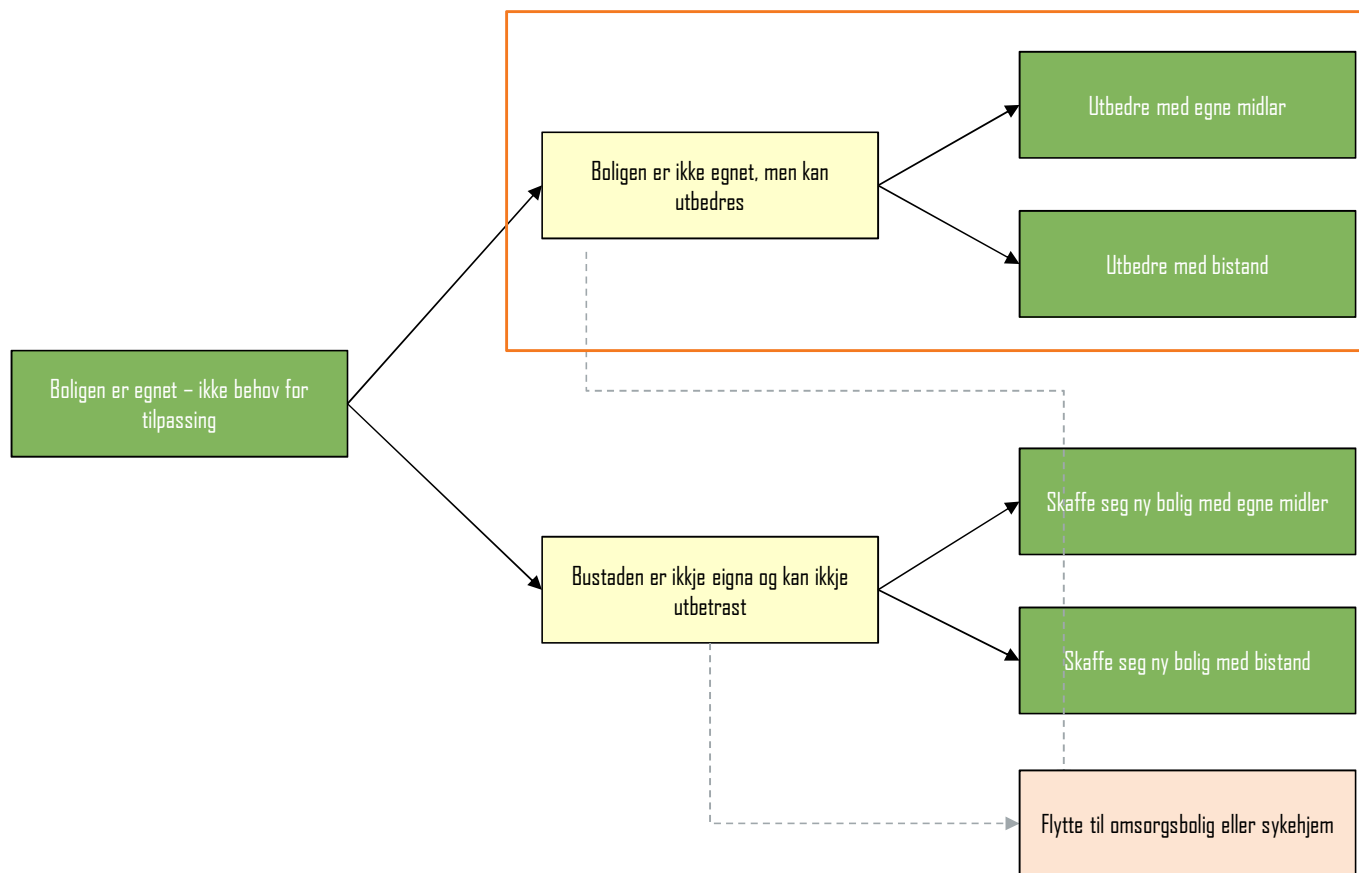 Utbedre med egne midlar
Boligen er ikke egnet, men kan
utbedres
Utbedre med bistand
Boligen er egnet – ikke behov for
tilpassing
Skaffe seg ny bolig med egne midler
Bustaden er ikkje eigna og kan ikkje
utbetrast
Skaffe seg ny bolig med bistand
Flytte til omsorgsbolig eller sykehjem